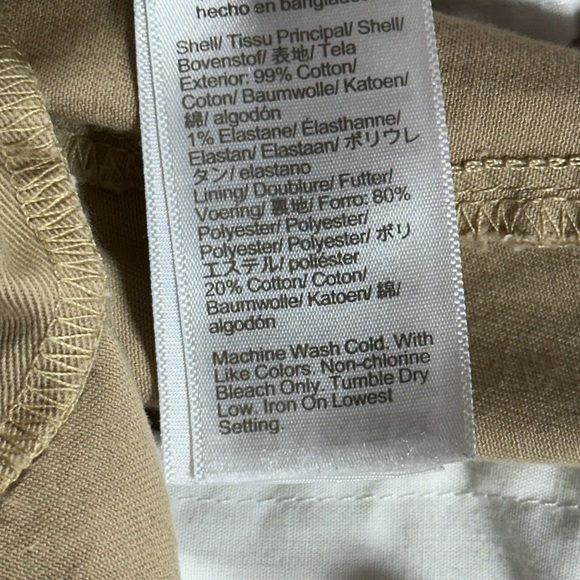 hecho en bangladesh
Shell/ Tissu Principal/ Shell/
Bovenstof/ 表地/ Tela
Exterior: 99% Cotton/
Coton/ Baumwolle/ Katoen/
綿/ algodón
1% Elastane/ Élasthanne/
Elastan/ Elastaan/ ポリウレ
タン/ elastano
Lining/ Doublure/ Futter/
Voering/ 裏地/ Forro: 80%
Polyester/ Polyester/
Polyester/ Polyester/ ポリ
エステル/ poliéster
20% Cotton/ Coton/
Baumwolle/ Katoen/ 綿/
algodón
Machine Wash Cold. With
Like Colors. Non-chlorine
Bleach Only. Tumble Dry
Low. Iron On Lowest
Setting.